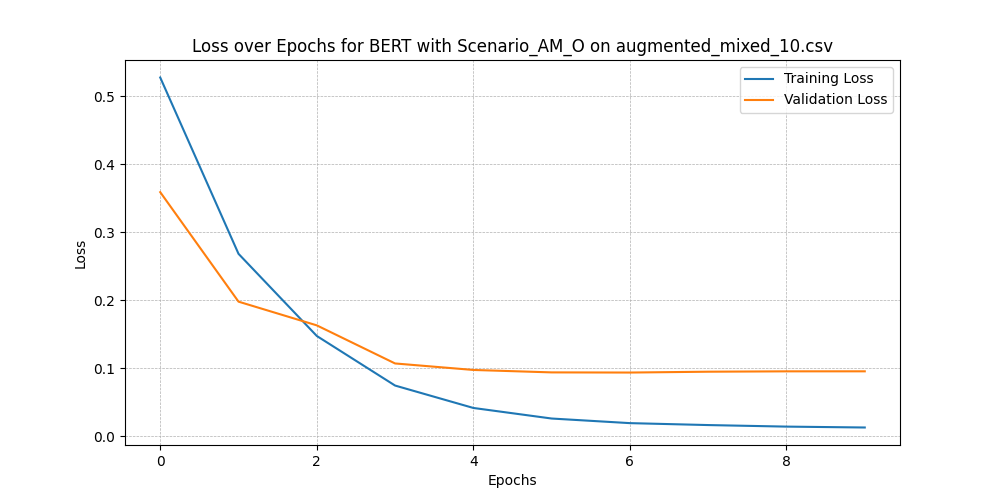 Loss over Epochs for BERT with Scenario_AM_O on augmented_mixed_10.csv
Training Loss
Validation Loss
Loss
0.5
0.4
0.3
0.2
0.1
0.0
0 2 4 6 8
Epochs